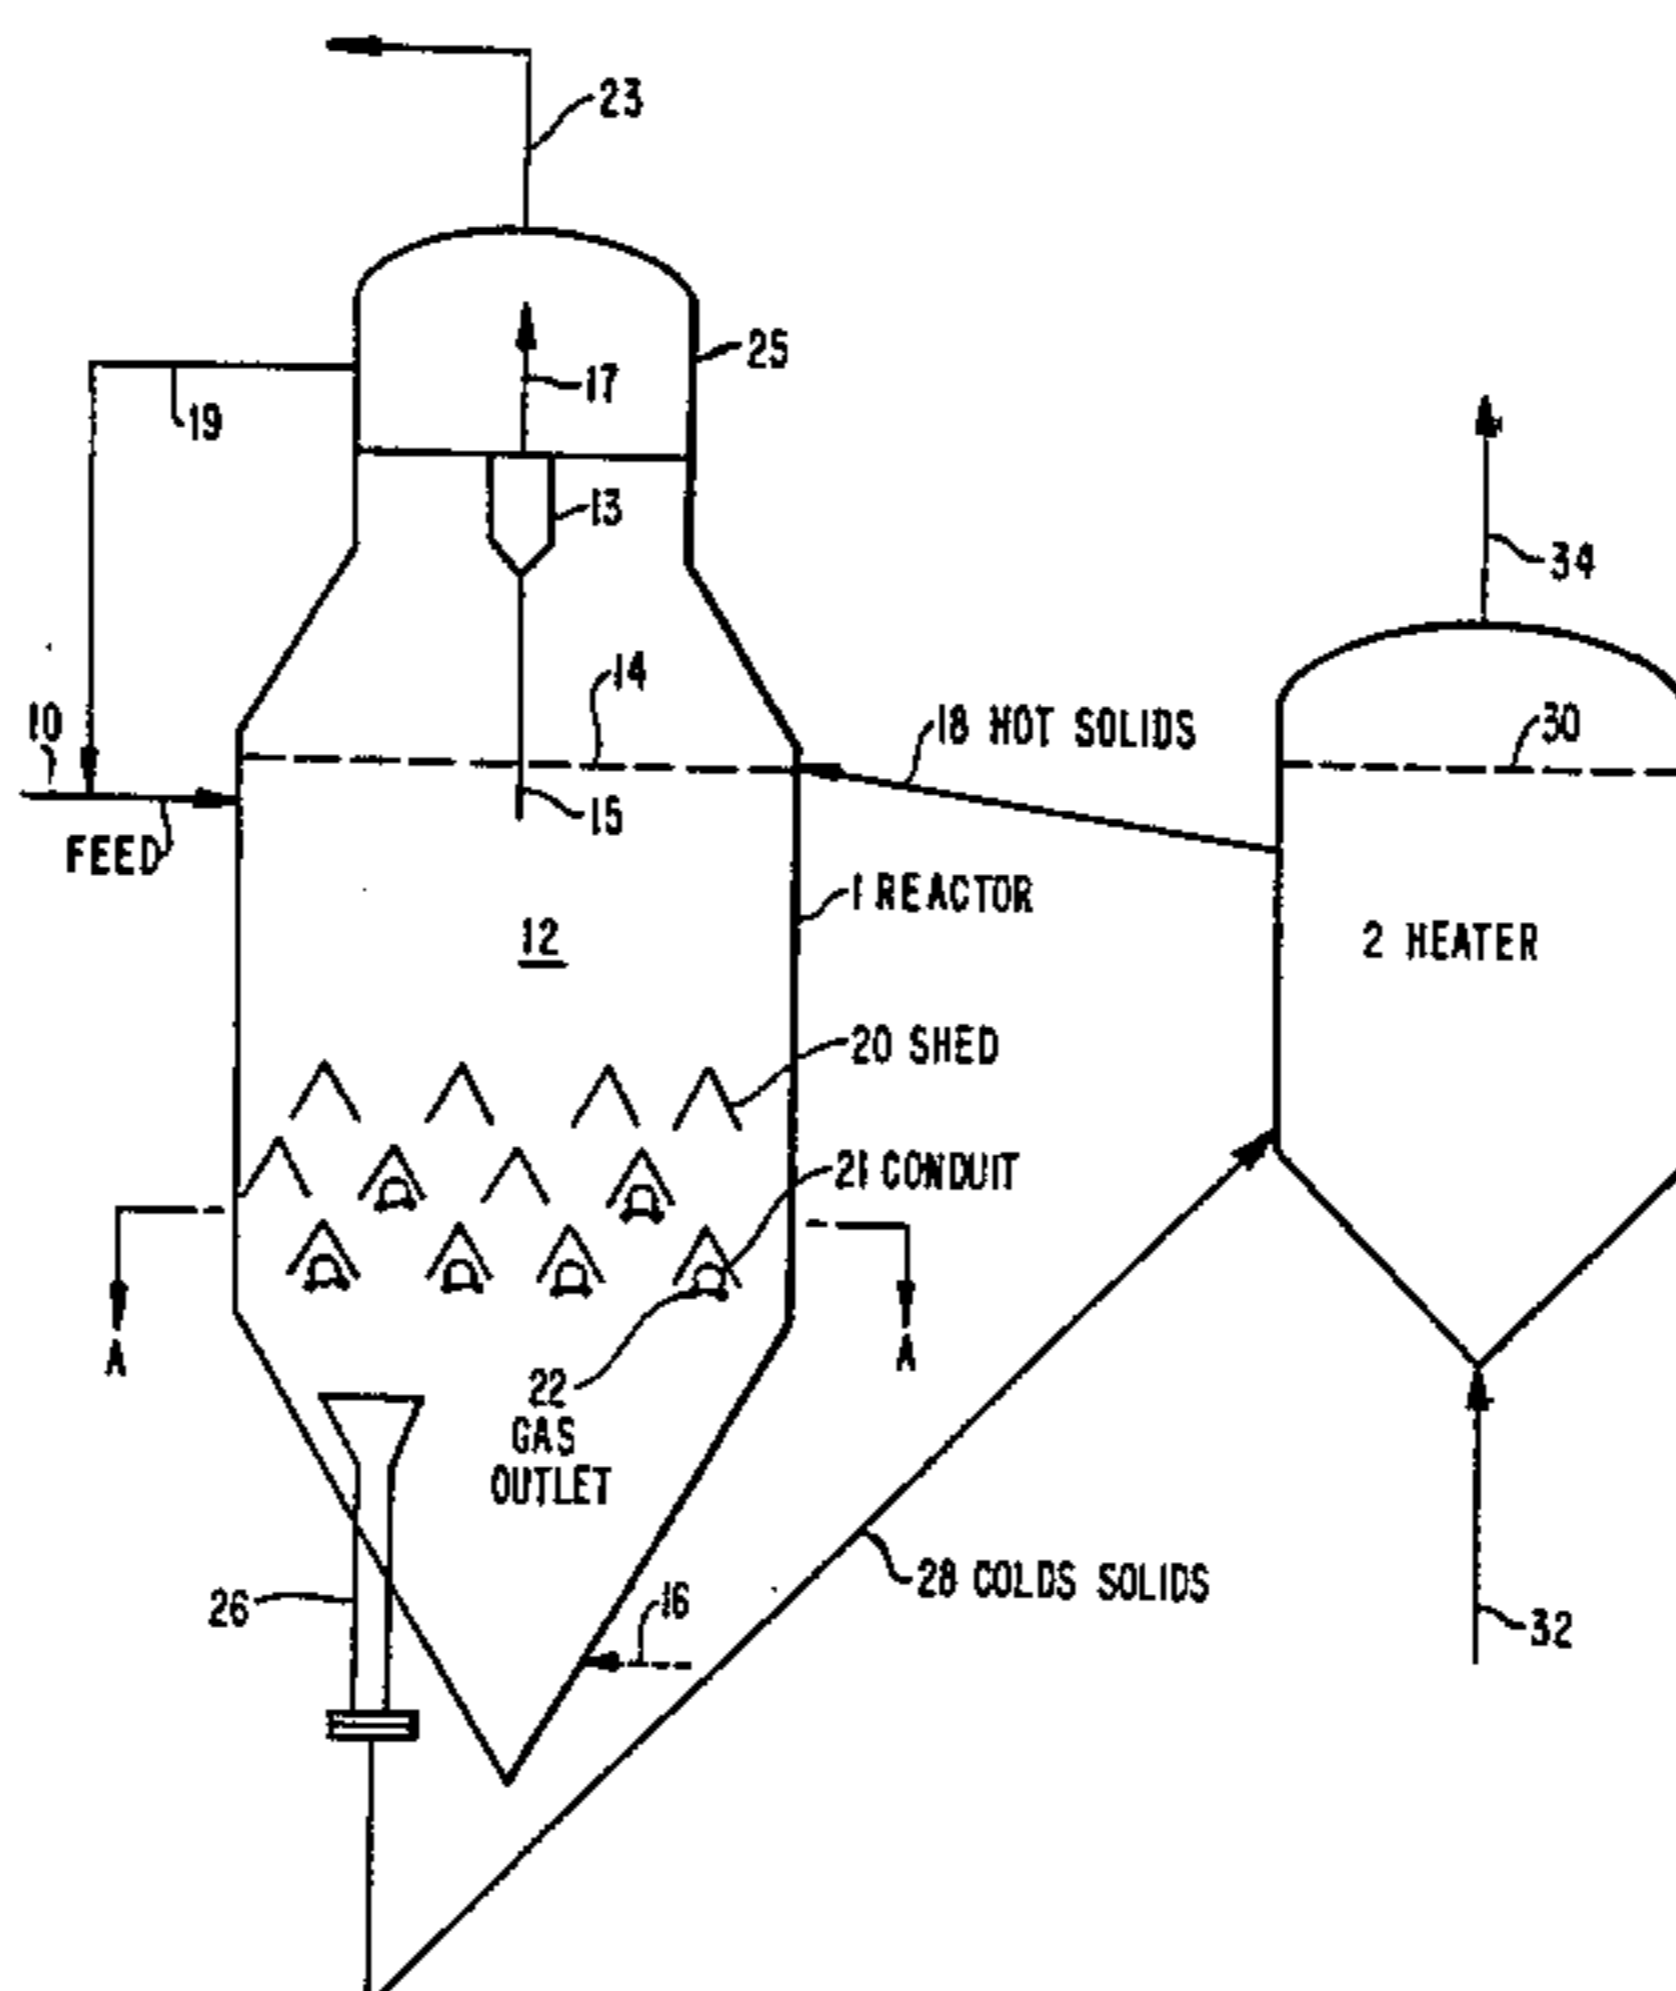 23
25
17
19
13
34
14
10
18 HOT SOLIDS
30
15
FEED
1 REACTOR
12
2 HEATER
20 SHED
21 CONDUIT
A
A
22
GAS
OUTLET
28 COLDS SOLIDS
26
16
32